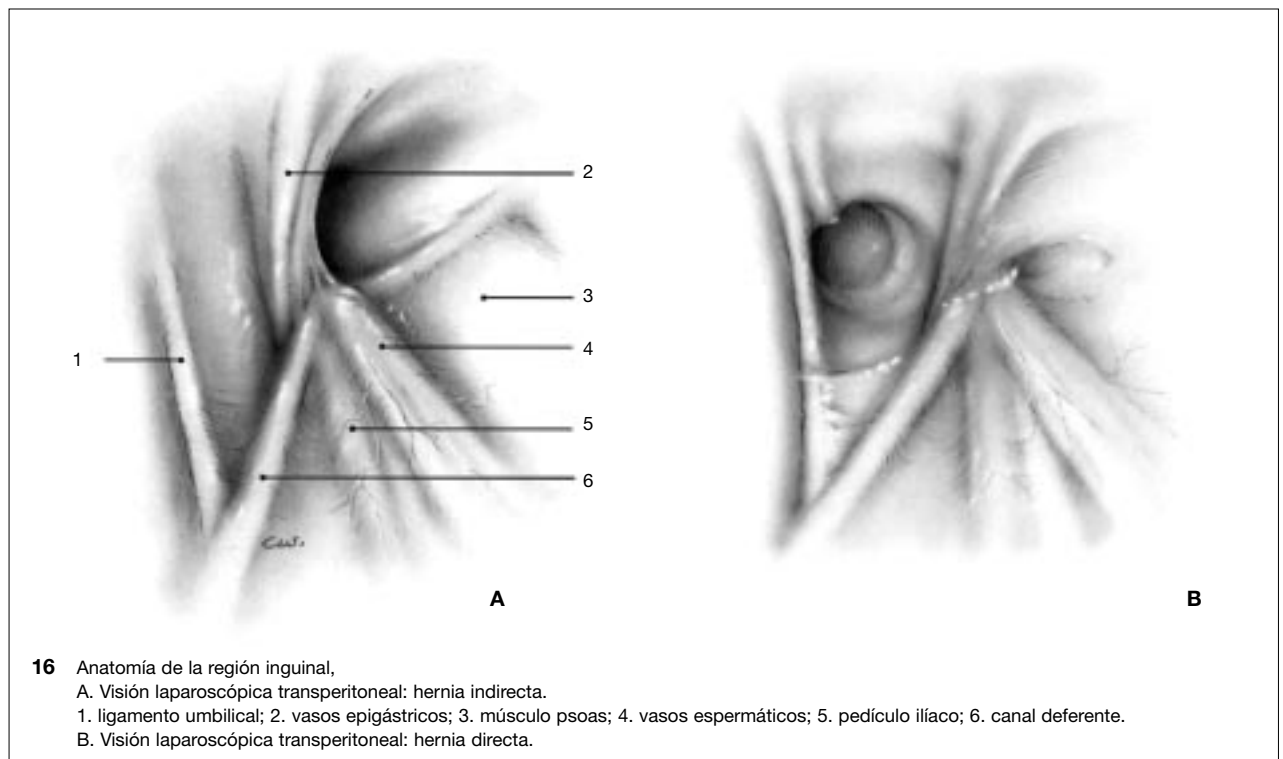 2
3
4
1
5
6
A
B
16 Anatomía de la región inguinal,
A. Visión laparoscópica transperitoneal: hernia indirecta.
1. ligamento umbilical; 2. vasos epigástricos; 3. músculo psoas; 4. vasos espermáticos; 5. pedículo ilíaco; 6. canal deferente.
B. Visión laparoscópica transperitoneal: hernia directa.